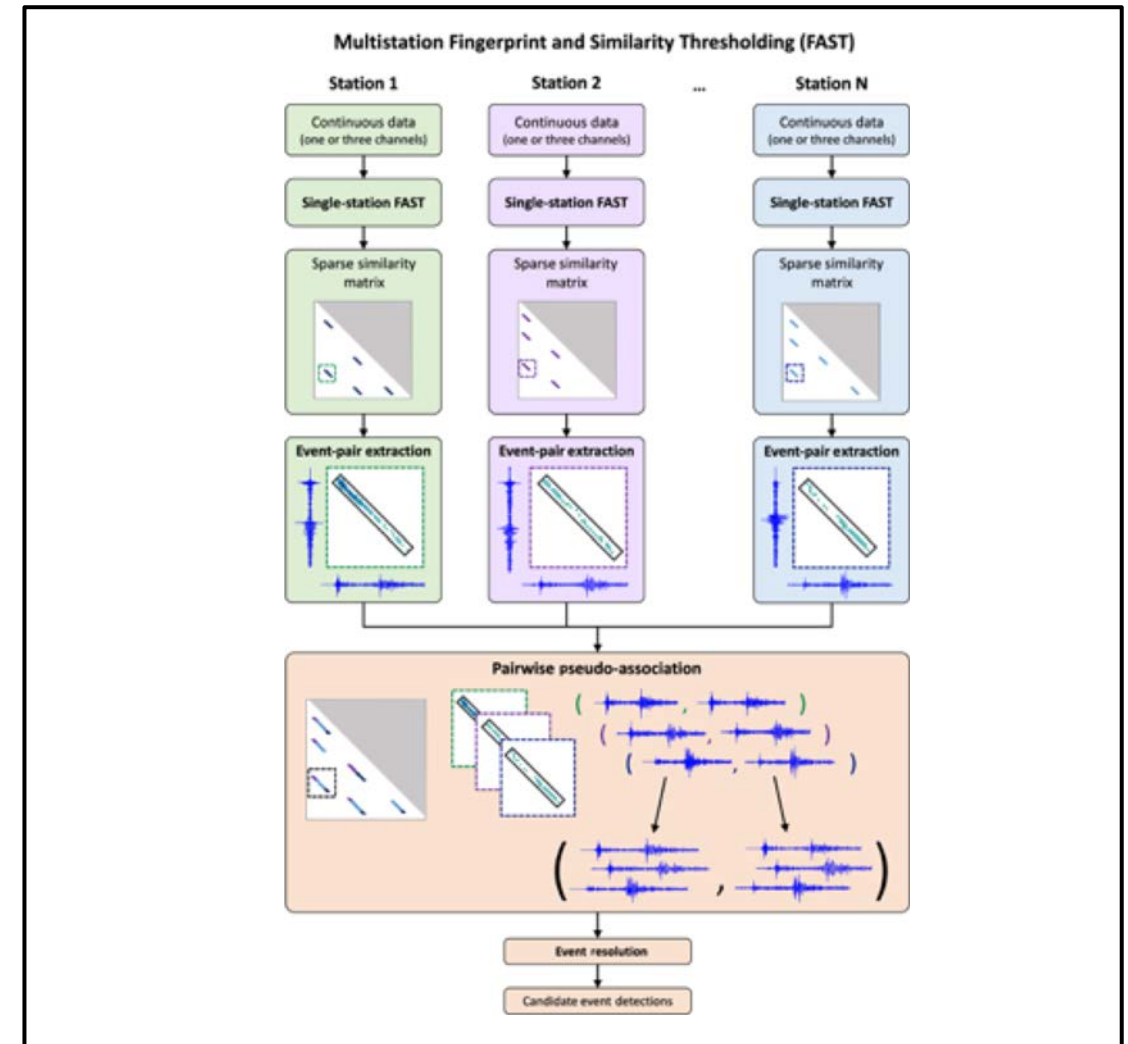 Multistation Fingerprint and Similarity Thresholding (FAST)
Station 1
Station 2
...
Station N
Continuous data
(one or three channels)
Continuous data
(one or three channels)
Continuous data
(one or three channels)
Single-station FAST
Single-station FAST
Single-station FAST
Sparse similarity
matrix
Sparse similarity
matrix
Sparse similarity
matrix
Event-pair extraction
Event-pair extraction
Event-pair extraction
Pairwise pseudo-association
( , )
( , )
( , )
( , )
Event resolution
Candidate event detections